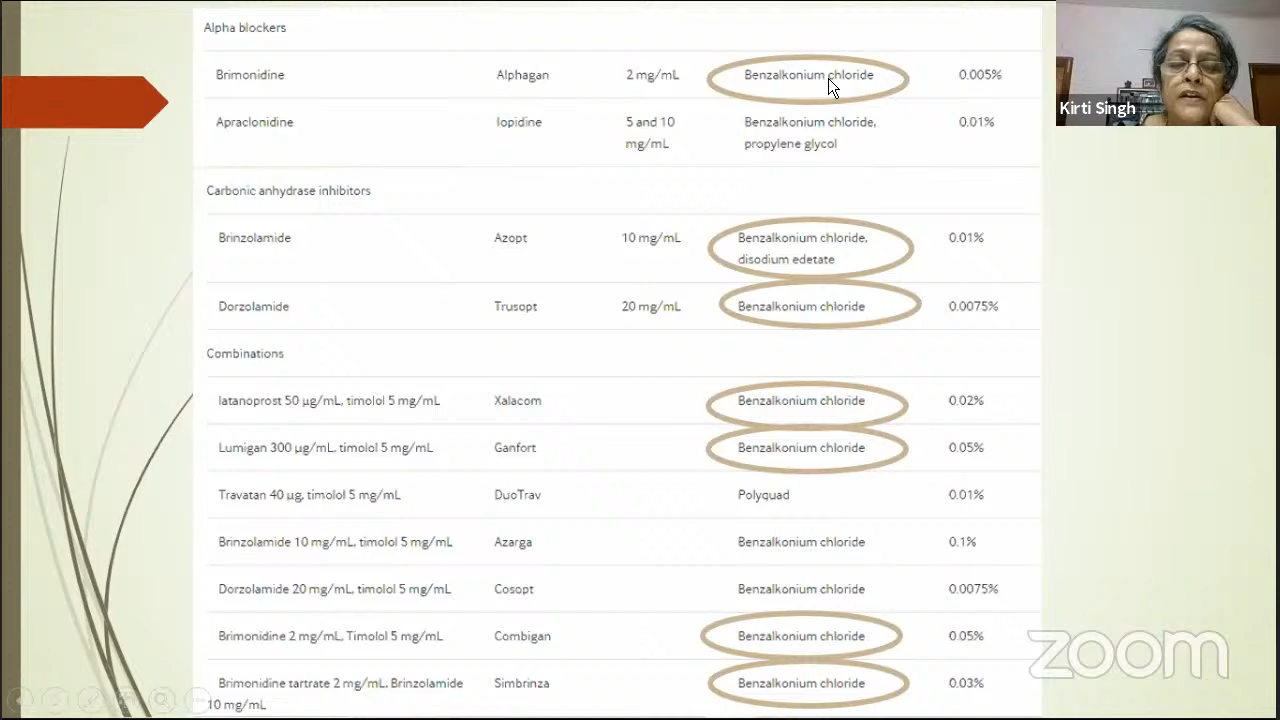 Alpha blockers
Brimonidine Alphagan 2 mg/mL Benzalkonium chloride 0.005%
Apraclonidine Iopidine 5 and 10 mg/mL Benzalkonium chloride, propylene glycol 0.01%
Carbonic anhydrase inhibitors
Brinzolamide Azopt 10 mg/mL Benzalkonium chloride, disodium edetate 0.01%
Dorzolamide Trusopt 20 mg/mL Benzalkonium chloride 0.0075%
Combinations
latanoprost 50 µg/mL, timolol 5 mg/mL Xalacom Benzalkonium chloride 0.02%
Lumigan 300 µg/mL, timolol 5 mg/mL Ganfort Benzalkonium chloride 0.05%
Travatan 40 µg, timolol 5 mg/mL DuoTrav Polyquad 0.01%
Brinzolamide 10 mg/mL, timolol 5 mg/mL Azarga Benzalkonium chloride 0.1%
Dorzolamide 20 mg/mL, timolol 5 mg/mL Cosopt Benzalkonium chloride 0.0075%
Brimonidine 2 mg/mL, Timolol 5 mg/mL Combigan Benzalkonium chloride 0.05%
Brimonidine tartrate 2 mg/mL, Brinzolamide 10 mg/mL Simbrinza Benzalkonium chloride 0.03%
Kirti Singh
zoom